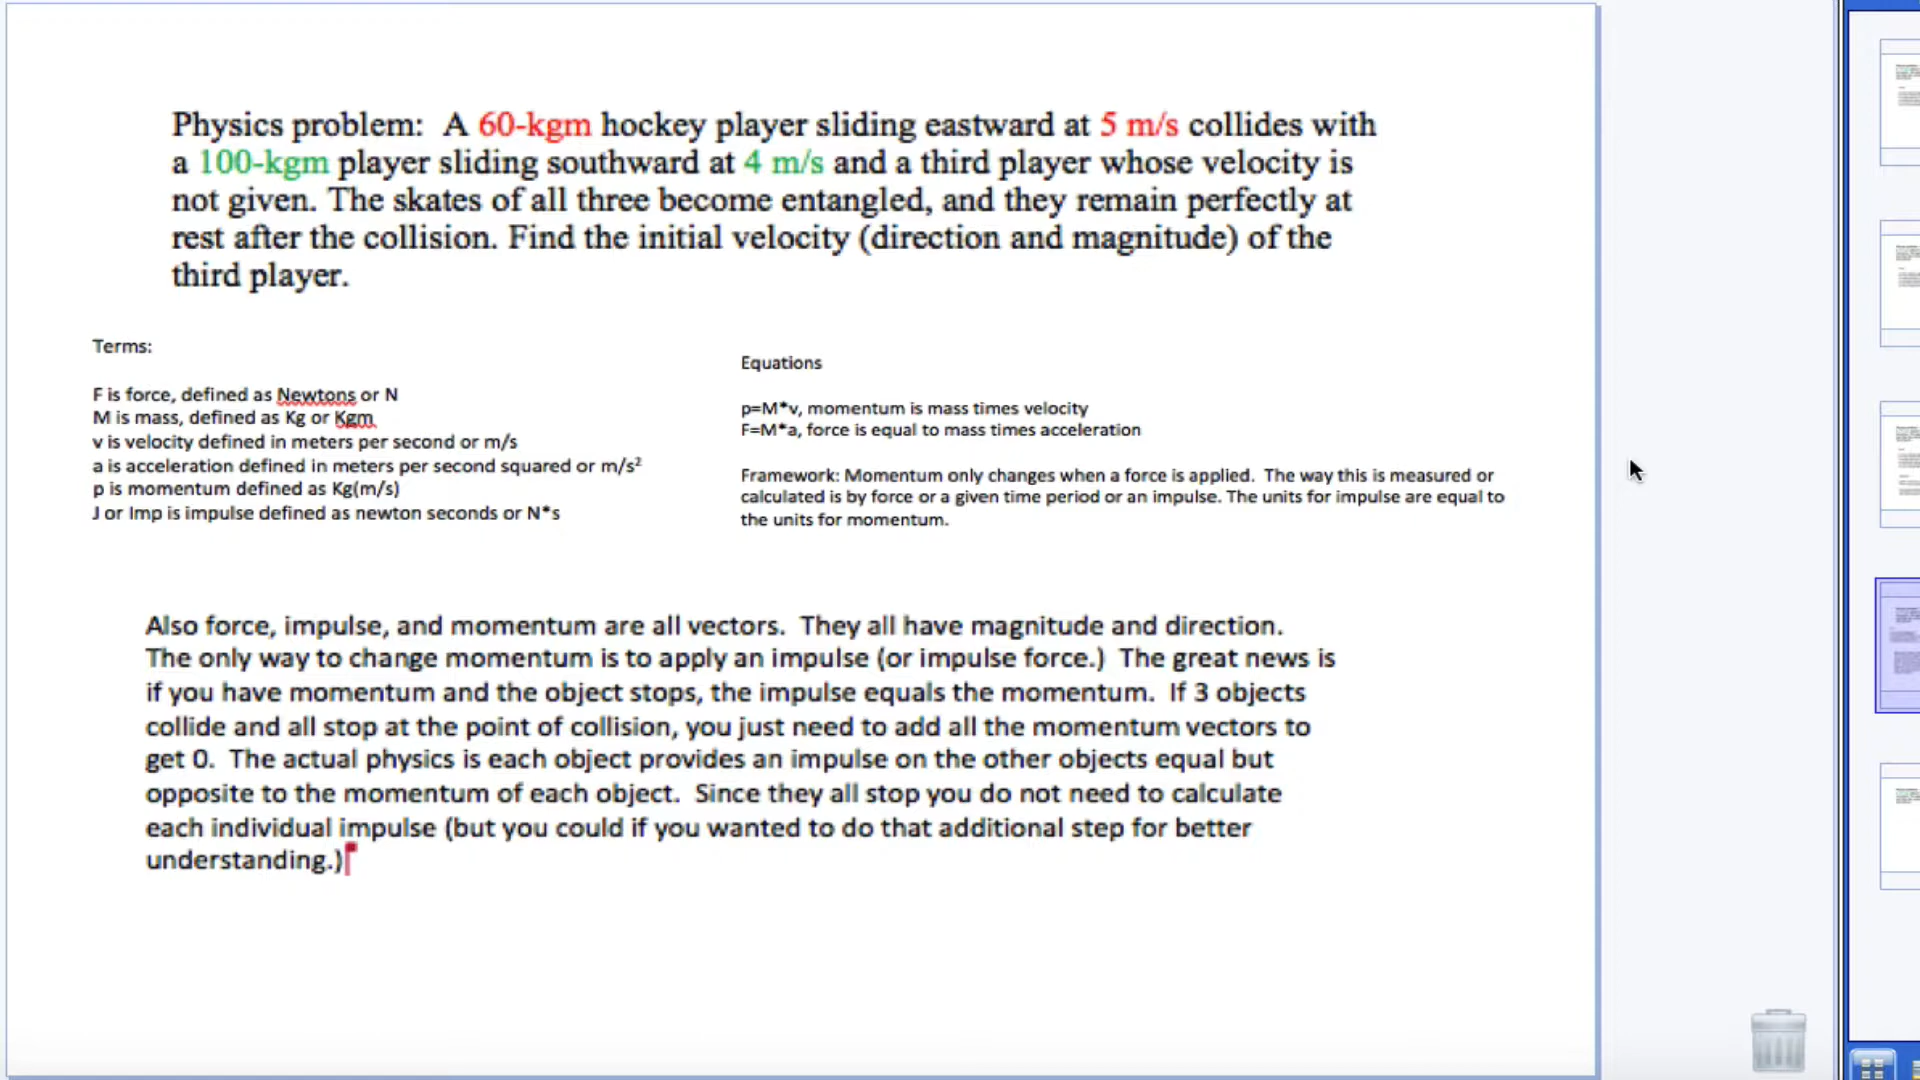 Physics problem:  A 60-kgm hockey player sliding eastward at 5 m/s collides with
a 100-kgm player sliding southward at 4 m/s and a third player whose velocity is
not given. The skates of all three become entangled, and they remain perfectly at
rest after the collision. Find the initial velocity (direction and magnitude) of the
third player.
Terms:
F is force, defined as Newtons or N
M is mass, defined as Kg or Kgm
v is velocity defined in meters per second or m/s
a is acceleration defined in meters per second squared or m/s²
p is momentum defined as Kg(m/s)
J or Imp is impulse defined as newton seconds or N*s
Equations
p=M*v, momentum is mass times velocity
F=M*a, force is equal to mass times acceleration
Framework: Momentum only changes when a force is applied.  The way this is measured or
calculated is by force or a given time period or an impulse. The units for impulse are equal to
the units for momentum.
Also force, impulse, and momentum are all vectors.  They all have magnitude and direction.
The only way to change momentum is to apply an impulse (or impulse force.)  The great news is
if you have momentum and the object stops, the impulse equals the momentum.  If 3 objects
collide and all stop at the point of collision, you just need to add all the momentum vectors to
get 0.  The actual physics is each object provides an impulse on the other objects equal but
opposite to the momentum of each object.  Since they all stop you do not need to calculate
each individual impulse (but you could if you wanted to do that additional step for better
understanding.)